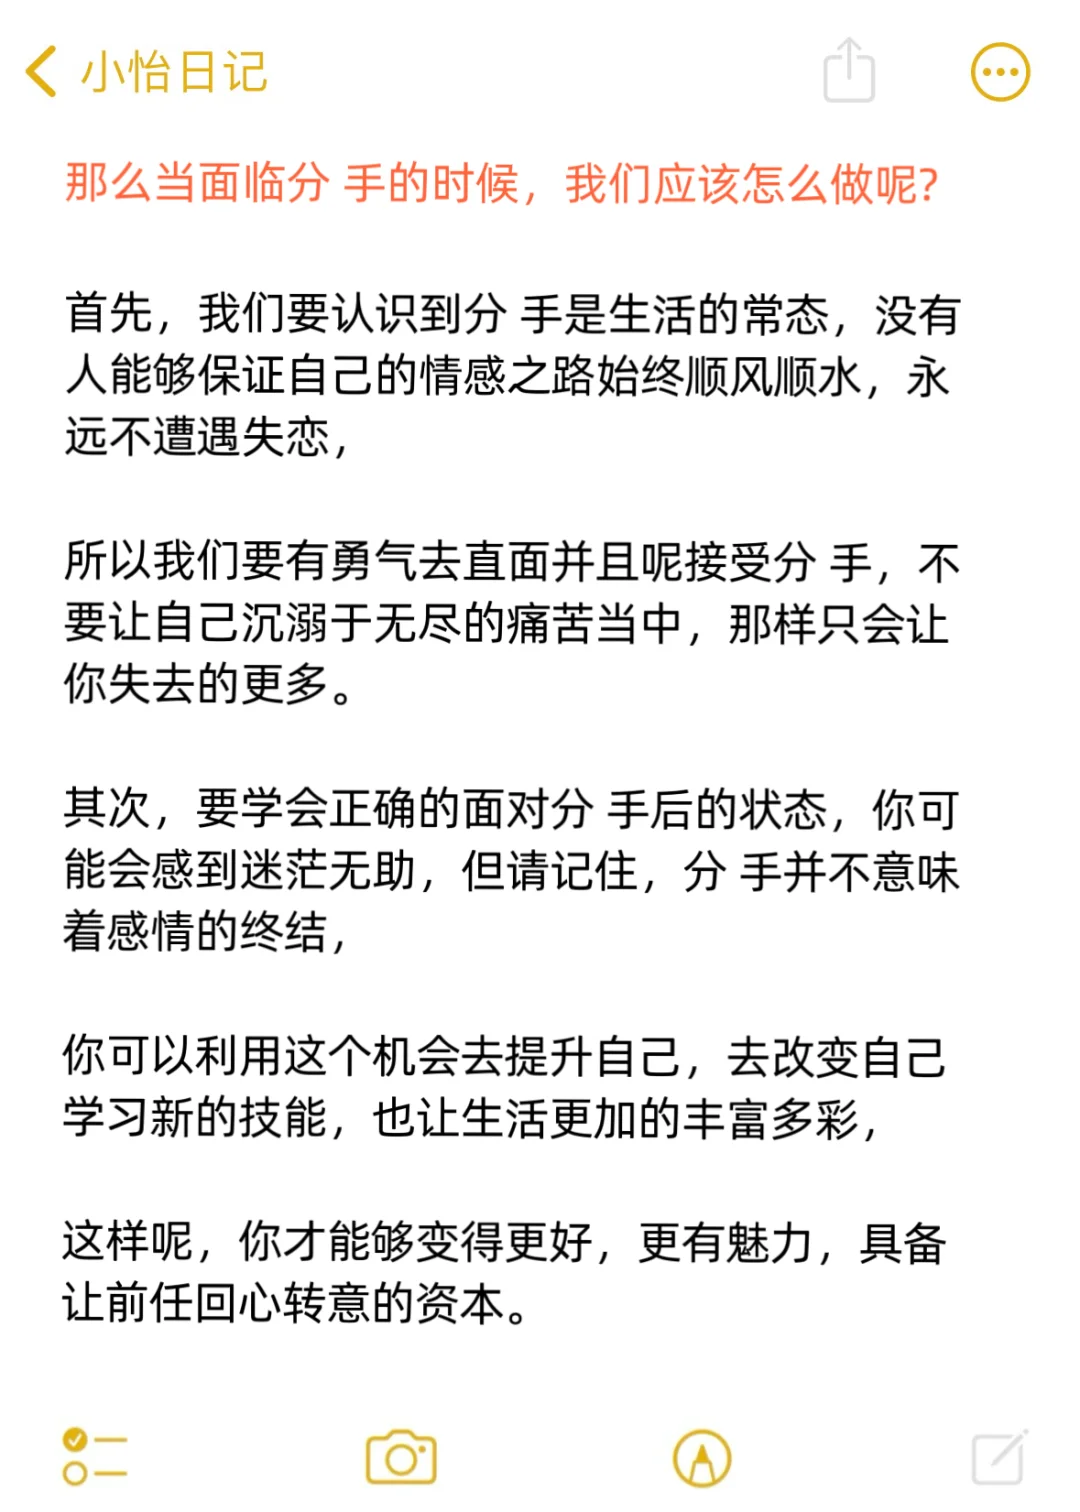 小怡日记
那么当面临分 手的时候，我们应该怎么做呢？
首先，我们要认识到分 手是生活的常态，没有
人能够保证自己的情感之路始终顺风顺水，永
远不遭遇失恋，
所以我们要有勇气去直面并且呢接受分 手，不
要让自己沉溺于无尽的痛苦当中，那样只会让
你失去的更多。
其次，要学会正确的面对分 手后的状态，你可
能会感到迷茫无助，但请记住，分 手并不意味
着感情的终结，
你可以利用这个机会去提升自己，去改变自己
学习新的技能，也让生活更加的丰富多彩，
这样呢，你才能够变得更好，更有魅力，具备
让前任回心转意的资本。